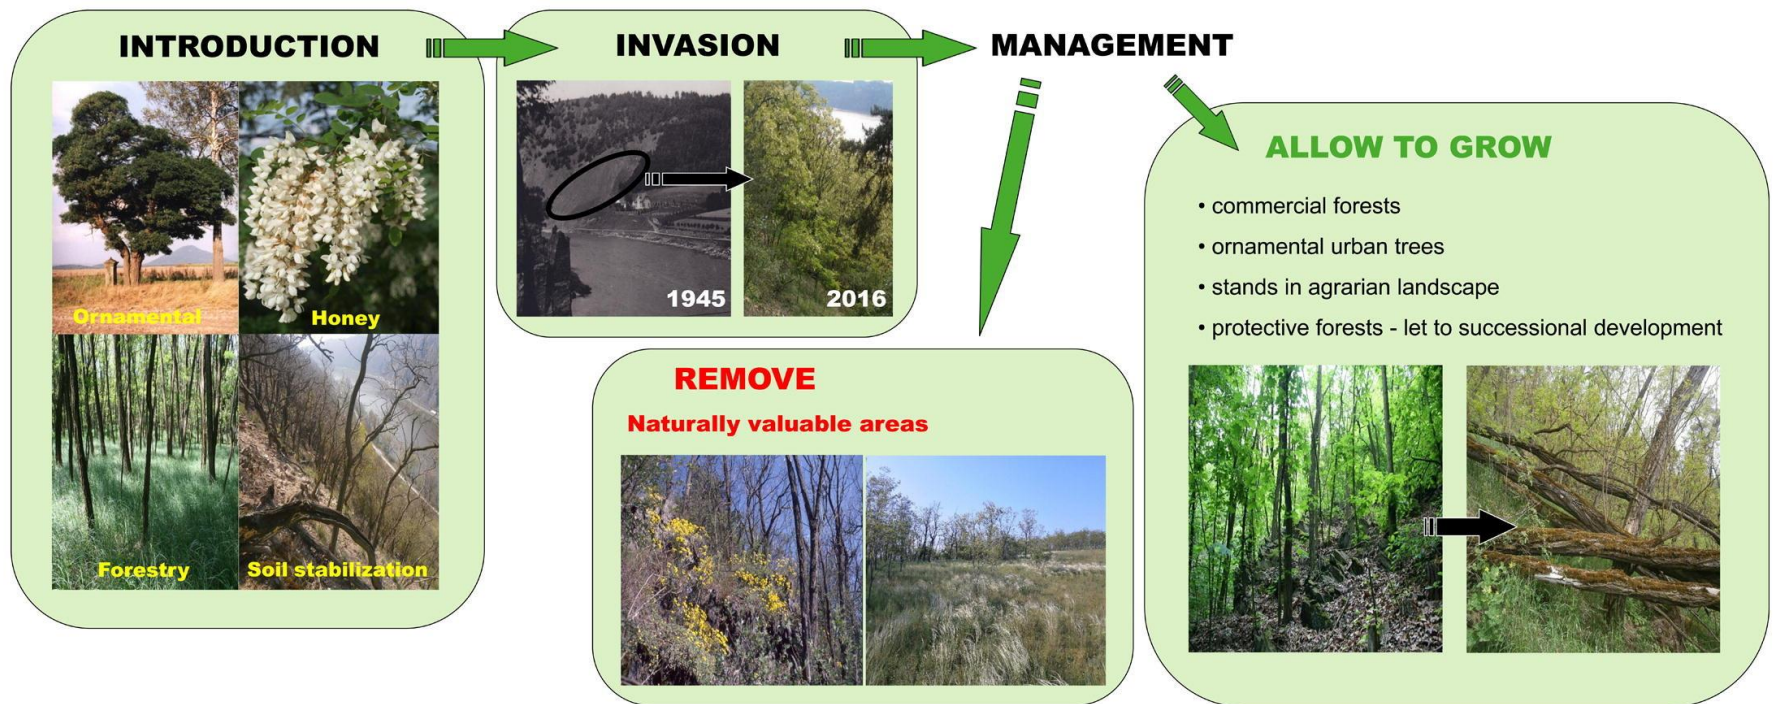 INTRODUCTION
Ornamental
Honey
Forestry
Soil stabilization
INVASION
1945
2016
MANAGEMENT
REMOVE
Naturally valuable areas
ALLOW TO GROW
• commercial forests
• ornamental urban trees
• stands in agrarian landscape
• protective forests - let to successional development